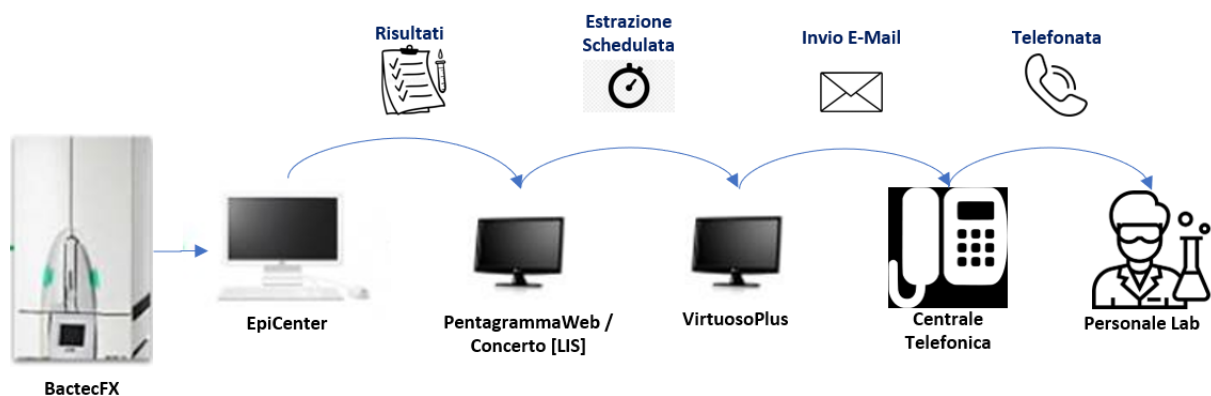 Risultati
Estrazione
Schedulata
Invio E-Mail
Telefonata
BactecFX
EpiCenter
PentagrammaWeb /
Concerto [LIS]
VirtuosoPlus
Centrale
Telefonica
Personale Lab